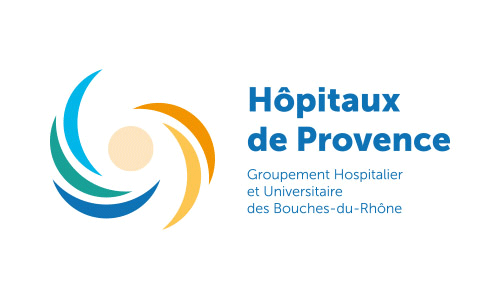 Hôpitaux
de Provence
Groupement Hospitalier
et Universitaire
des Bouches-du-Rhône